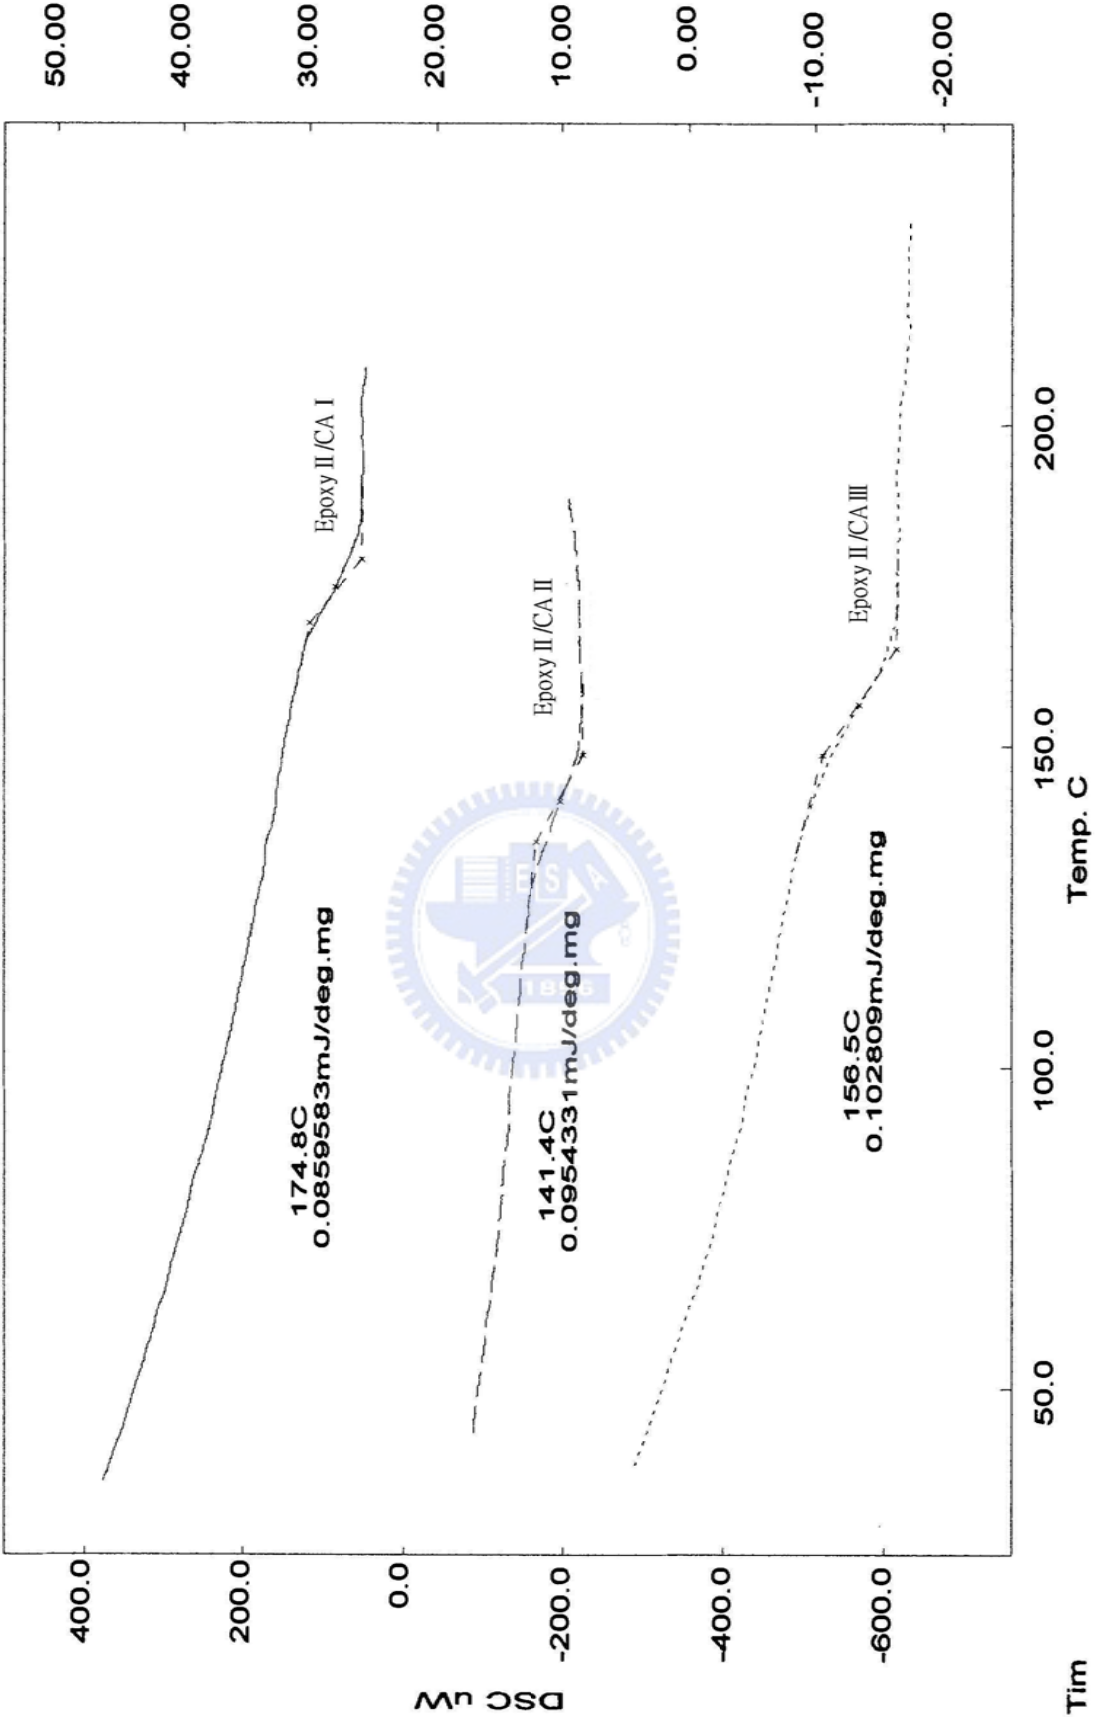 50.00
40.00
30.00
20.00
10.00
0.00
-10.00
-20.00
Epoxy II /CA I
Epoxy II /CA II
Epoxy II /CA III
174.8C
0.0859583mJ/deg.mg
141.4C
0.0954331mJ/deg.mg
156.5C
0.102809mJ/deg.mg
E S A
1896
400.0
200.0
0.0
-200.0
-400.0
-600.0
DSC uW
50.0
100.0
150.0
200.0
Temp. C
Tim